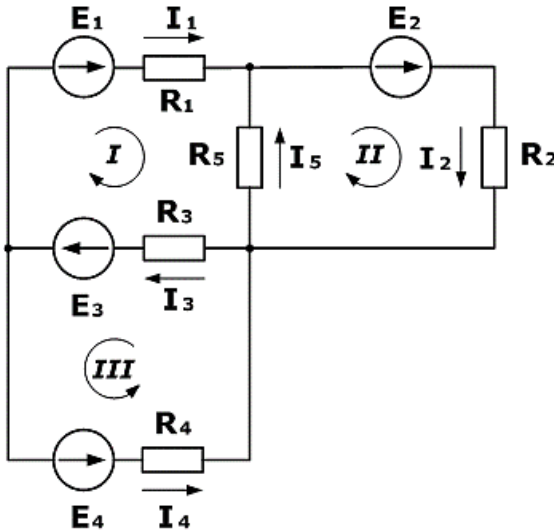 E1 I1 E2
R1
I R5 I5 II I2 R2
R3
E3 I3
III
R4
E4 I4